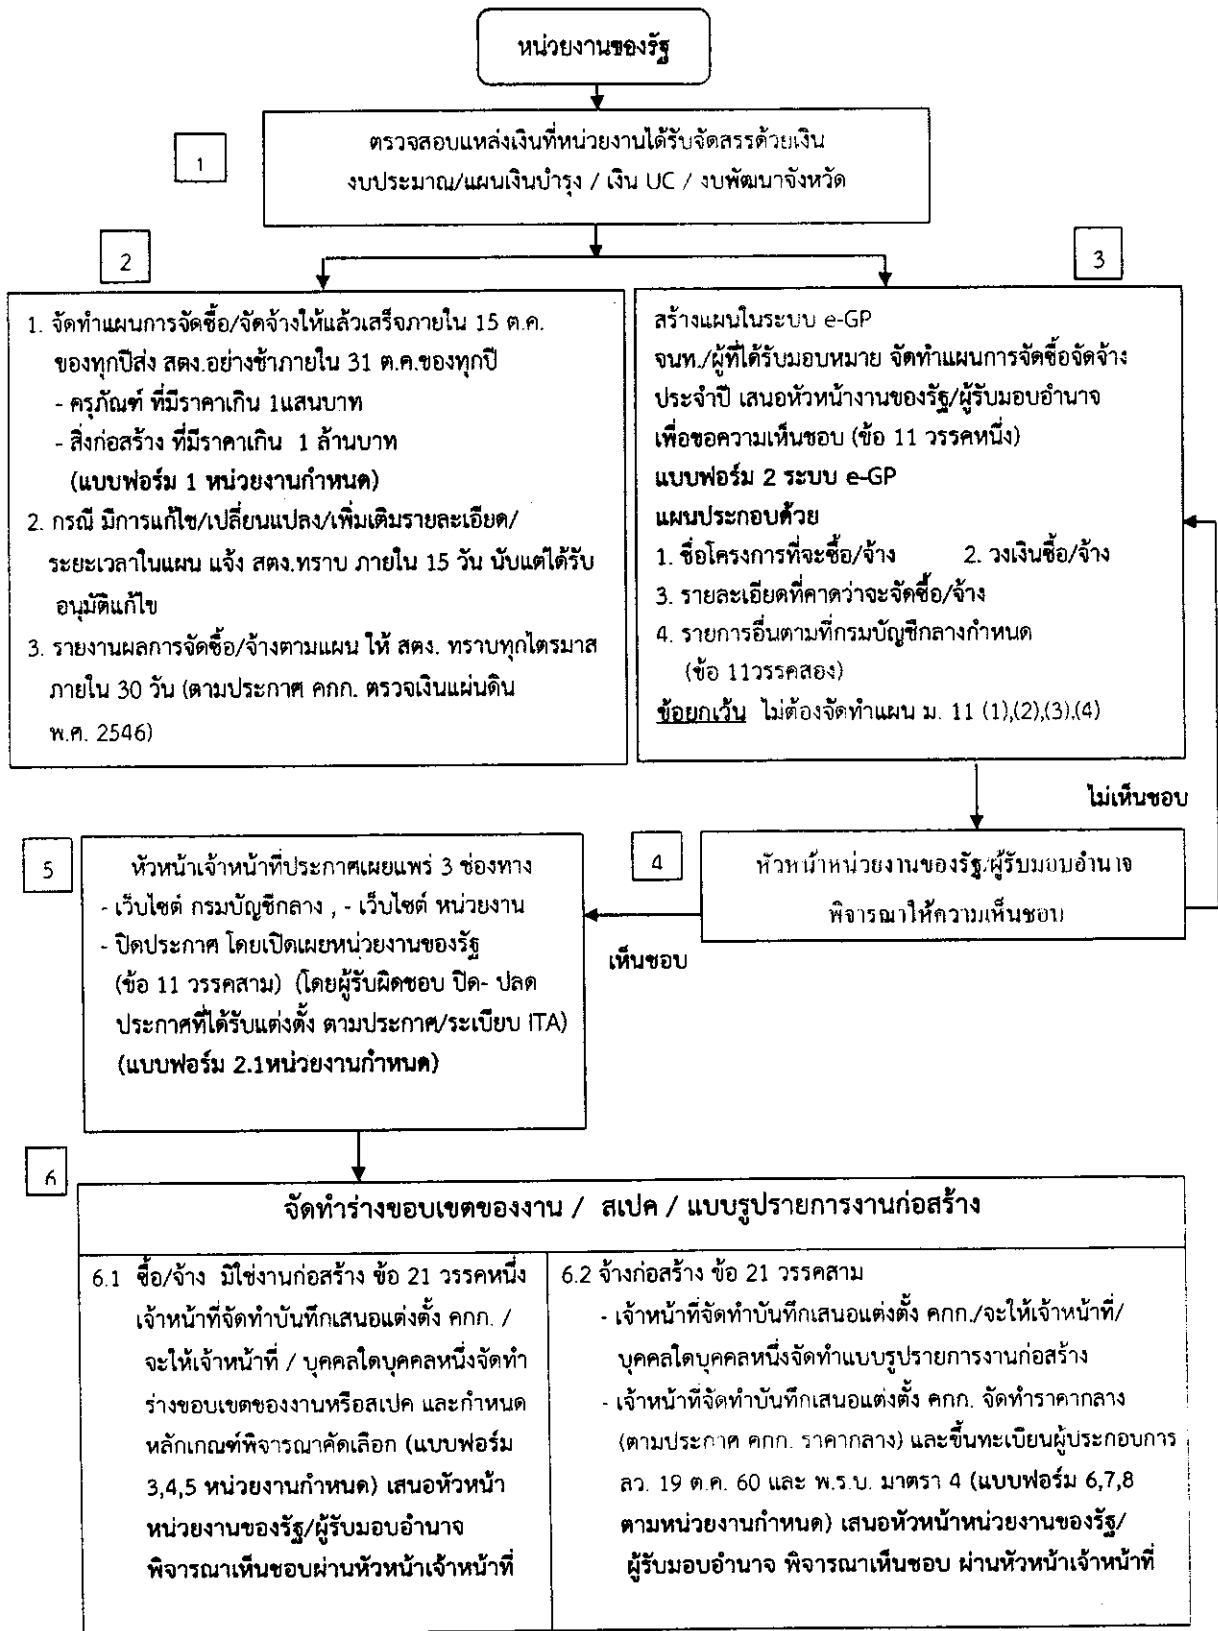 หน่วยงานของรัฐ
1
ตรวจสอบแหล่งเงินที่หน่วยงานได้รับจัดสรรด้วยเงิน
งบประมาณ/แผนเงินบำรุง / เงิน UC / งบพัฒนาจังหวัด
2
1. จัดทำแผนการจัดซื้อ/จัดจ้างให้แล้วเสร็จภายใน 15 ต.ค.
ของทุกปีส่ง สตง.อย่างช้าภายใน 31 ต.ค.ของทุกปี
- ครุภัณฑ์ ที่มีราคาเกิน 1แสนบาท
- สิ่งก่อสร้าง ที่มีราคาเกิน 1 ล้านบาท
(แบบฟอร์ม 1 หน่วยงานกำหนด)
2. กรณี มีการแก้ไข/เปลี่ยนแปลง/เพิ่มเติมรายละเอียด/
ระยะเวลาในแผน แจ้ง สตง.ทราบ ภายใน 15 วัน นับแต่ได้รับ
อนุมัติแก้ไข
3. รายงานผลการจัดซื้อ/จ้างตามแผน ให้ สตง. ทราบทุกไตรมาส
ภายใน 30 วัน (ตามประกาศ คกก. ตรวจเงินแผ่นดิน
พ.ศ. 2546)
3
สร้างแผนในระบบ e-GP
จนท./ผู้ที่ได้รับมอบหมาย จัดทำแผนการจัดซื้อจัดจ้าง
ประจำปี เสนอหัวหน้างานของรัฐ/ผู้รับมอบอำนาจ
เพื่อขอความเห็นชอบ (ข้อ 11 วรรคหนึ่ง)
แบบฟอร์ม 2 ระบบ e-GP
แผนประกอบด้วย
1. ชื่อโครงการที่จะซื้อ/จ้าง 2. วงเงินซื้อ/จ้าง
3. รายละเอียดที่คาดว่าจะจัดซื้อ/จ้าง
4. รายการอื่นตามที่กรมบัญชีกลางกำหนด
(ข้อ 11วรรคสอง)
ข้อยกเว้น ไม่ต้องจัดทำแผน ม. 11 (1),(2),(3),(4)
ไม่เห็นชอบ
4
หัวหน้าหน่วยงานของรัฐ/ผู้รับมอบอำนาจ
พิจารณาให้ความเห็นชอบ
เห็นชอบ
5
หัวหน้าเจ้าหน้าที่ประกาศเผยแพร่ 3 ช่องทาง
- เว็บไซต์ กรมบัญชีกลาง , - เว็บไซต์ หน่วยงาน
- ปิดประกาศ โดยเปิดเผยหน่วยงานของรัฐ
(ข้อ 11 วรรคสาม) (โดยผู้รับผิดชอบ ปิด- ปลด
ประกาศที่ได้รับแต่งตั้ง ตามประกาศ/ระเบียบ ITA)
(แบบฟอร์ม 2.1หน่วยงานกำหนด)
6
จัดทำร่างขอบเขตของงาน / สเปค / แบบรูปรายการงานก่อสร้าง
6.1 ซื้อ/จ้าง มิใช่งานก่อสร้าง ข้อ 21 วรรคหนึ่ง
เจ้าหน้าที่จัดทำบันทึกเสนอแต่งตั้ง คกก. /
จะให้เจ้าหน้าที่ / บุคคลใดบุคคลหนึ่งจัดทำ
ร่างขอบเขตของงานหรือสเปค และกำหนด
หลักเกณฑ์พิจารณาคัดเลือก (แบบฟอร์ม
3,4,5 หน่วยงานกำหนด) เสนอหัวหน้า
หน่วยงานของรัฐ/ผู้รับมอบอำนาจ
พิจารณาเห็นชอบผ่านหัวหน้าเจ้าหน้าที่
6.2 จ้างก่อสร้าง ข้อ 21 วรรคสาม
- เจ้าหน้าที่จัดทำบันทึกเสนอแต่งตั้ง คกก./จะให้เจ้าหน้าที่/
บุคคลใดบุคคลหนึ่งจัดทำแบบรูปรายการงานก่อสร้าง
- เจ้าหน้าที่จัดทำบันทึกเสนอแต่งตั้ง คกก. จัดทำราคากลาง
(ตามประกาศ คกก. ราคากลาง) และขึ้นทะเบียนผู้ประกอบการ
ลว. 19 ต.ค. 60 และ พ.ร.บ. มาตรา 4 (แบบฟอร์ม 6,7,8
ตามหน่วยงานกำหนด) เสนอหัวหน้าหน่วยงานของรัฐ/
ผู้รับมอบอำนาจ พิจารณาเห็นชอบ ผ่านหัวหน้าเจ้าหน้าที่